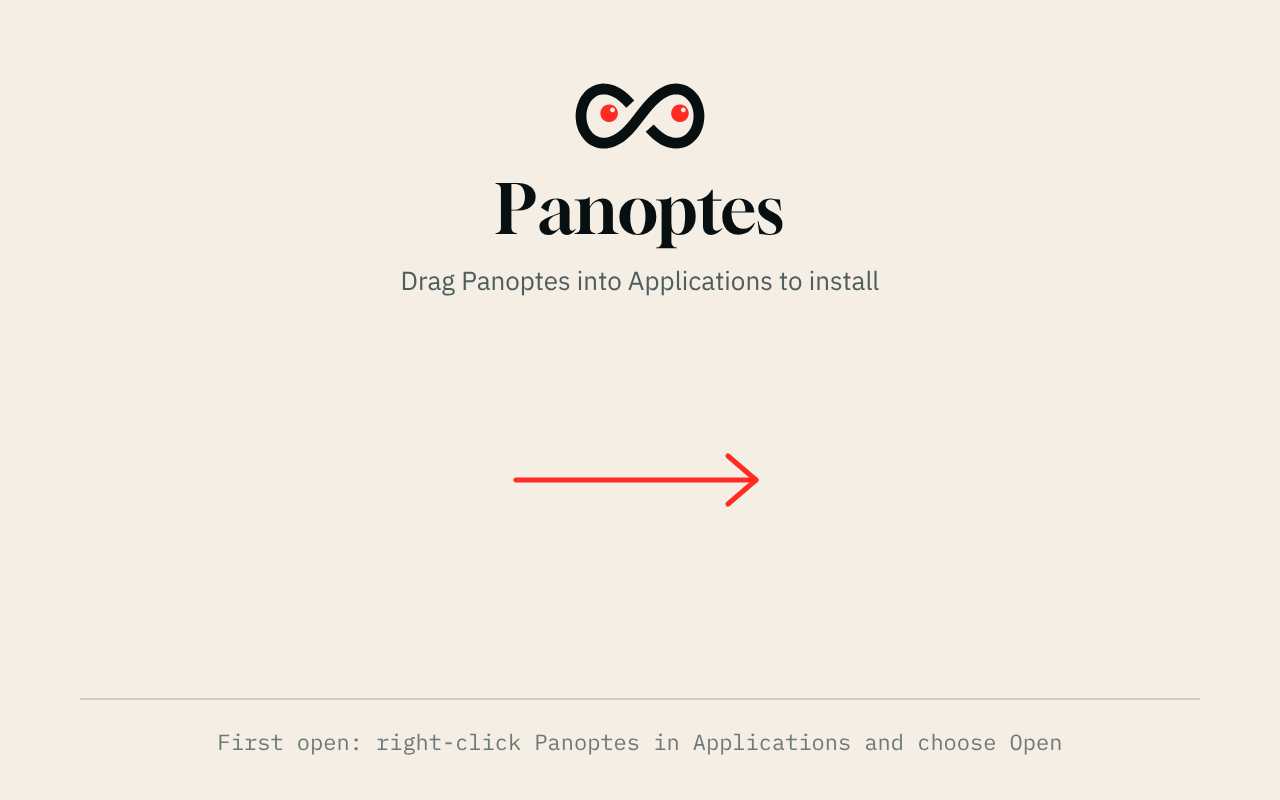 Panoptes
Drag Panoptes into Applications to install
First open: right-click Panoptes in Applications and choose Open